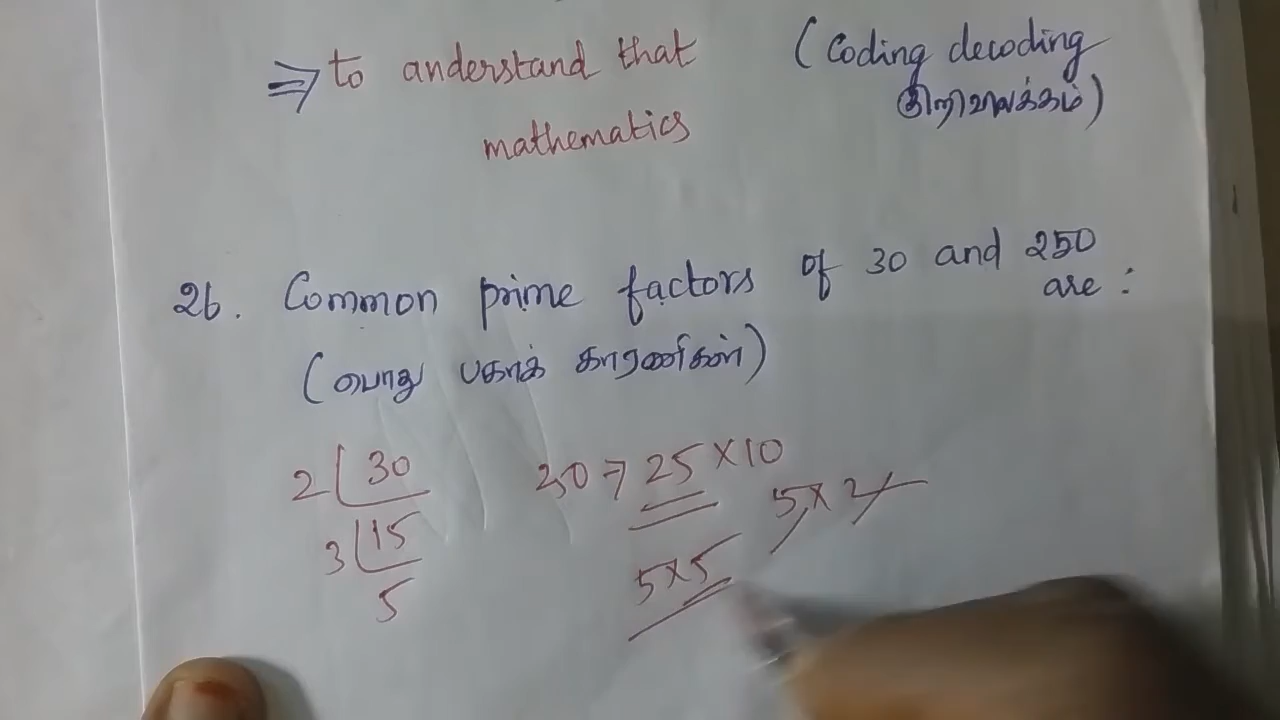 ⇒ to anderstand that (Coding decoding
mathematics குறிவிலக்கம்)
26. Common prime factors of 30 and 250
are :
(பொது பகாக் காரணிகள்)
2 | 30
3 | 15
5
250 ⇒ 25 × 10
5 × 2
5 × 5